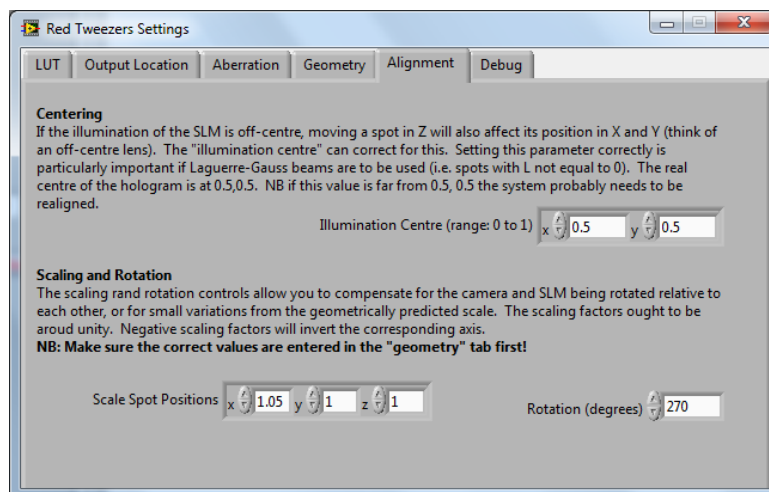 Red Tweezers Settings
LUT Output Location Aberration Geometry Alignment Debug
Centering
If the illumination of the SLM is off-centre, moving a spot in Z will also affect its position in X and Y (think of
an off-centre lens). The "illumination centre" can correct for this. Setting this parameter correctly is
particularly important if Laguerre-Gauss beams are to be used (i.e. spots with L not equal to 0). The real
centre of the hologram is at 0.5,0.5. NB if this value is far from 0.5, 0.5 the system probably needs to be
realigned.
Illumination Centre (range: 0 to 1) x 0.5 y 0.5
Scaling and Rotation
The scaling rand rotation controls allow you to compensate for the camera and SLM being rotated relative to
each other, or for small variations from the geometrically predicted scale. The scaling factors ought to be
aroud unity. Negative scaling factors will invert the corresponding axis.
NB: Make sure the correct values are entered in the "geometry" tab first!
Scale Spot Positions x 1.05 y 1 z 1 Rotation (degrees) 270